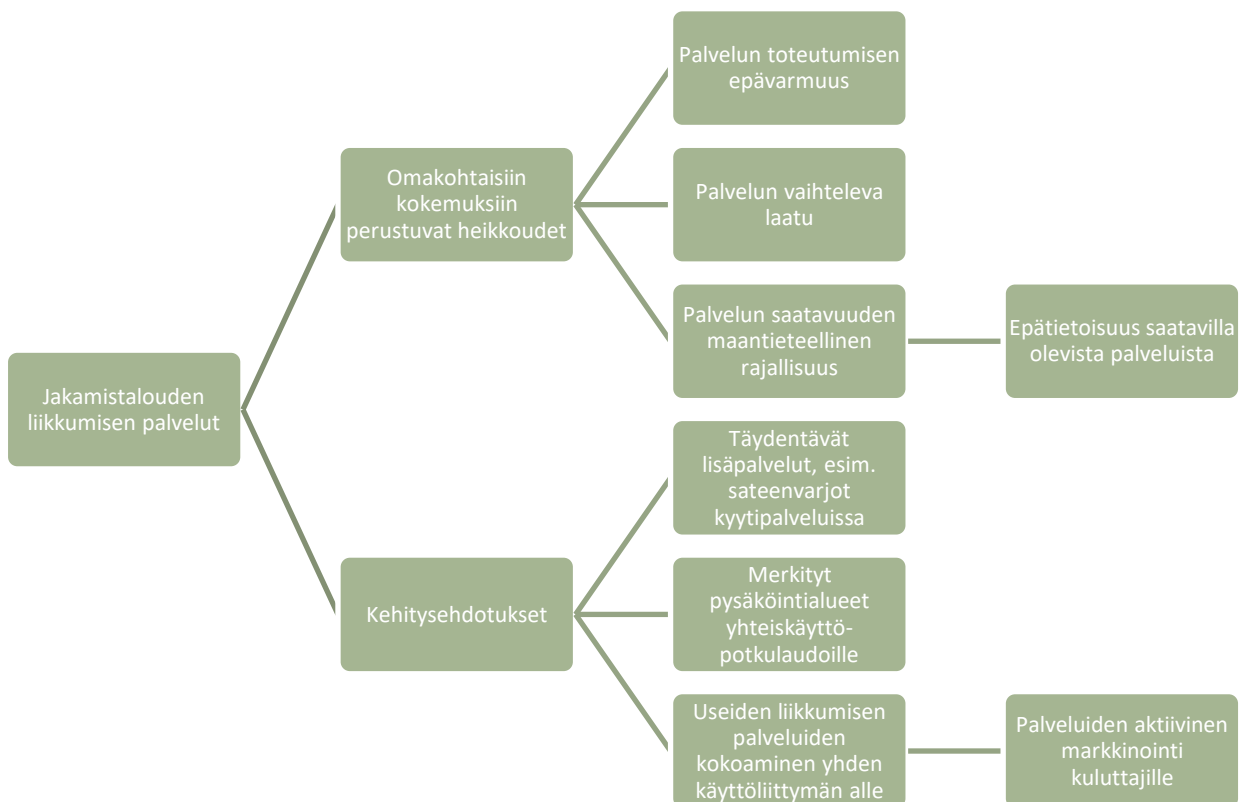 Palvelun toteutumisen
epävarmuus
Omakohtaisiin
kokemuksiin
perustuvat heikkoudet
Palvelun vaihteleva
laatu
Palvelun saatavuuden
maantieteellinen
rajallisuus
Epätietoisuus saatavilla
olevista palveluista
Jakamistalouden
liikkumisen palvelut
Täydentävät
lisäpalvelut, esim.
sateenvarjot
kyytipalveluissa
Kehitysehdotukset
Merkityt
pysäköintialueet
yhteiskäyttö-
potkulaudoille
Useiden liikkumisen
palveluiden
kokoaminen yhden
käyttöliittymän alle
Palveluiden aktiivinen
markkinointi
kuluttajille